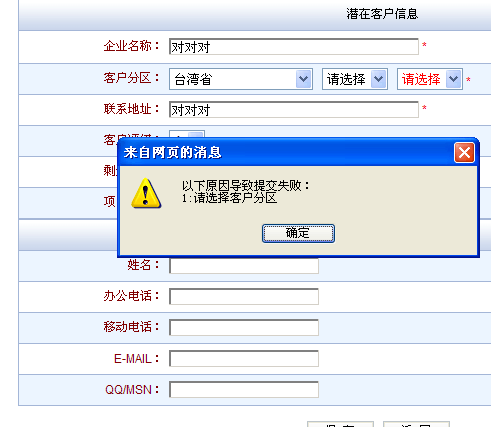 潜在客户信息
企业名称： 对对对 *
客户分区： 台湾省 请选择 请选择 *
联系地址： 对对对 *
来自网页的消息
以下原因导致提交失败：
1:请选择客户分区
确定
姓名：
办公电话：
移动电话：
E-MAIL：
QQ/MSN：